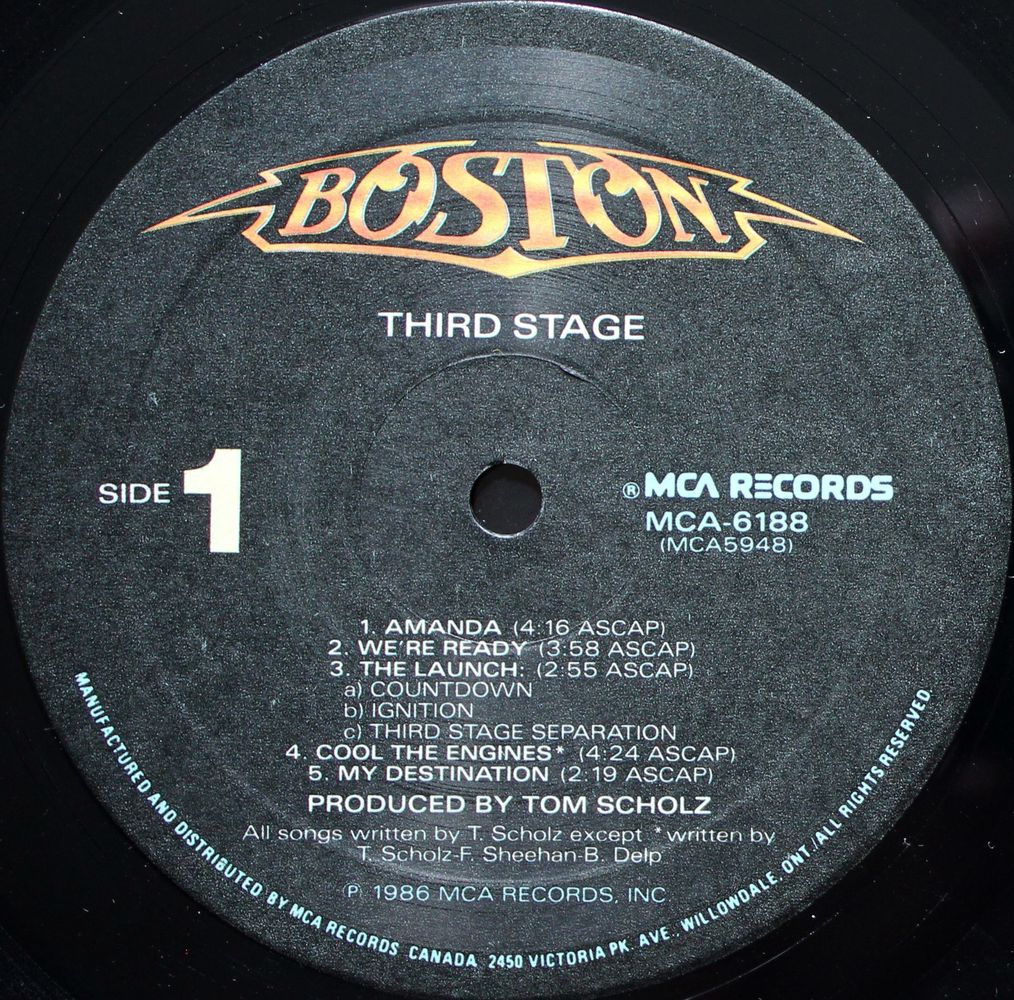 BOSTON
THIRD STAGE
SIDE 1
® MCA RECORDS
MCA-6188
(MCA5948)
1. AMANDA (4:16 ASCAP)
2. WE'RE READY (3:58 ASCAP)
3. THE LAUNCH: (2:55 ASCAP)
a) COUNTDOWN
b) IGNITION
c) THIRD STAGE SEPARATION
4. COOL THE ENGINES* (4:24 ASCAP)
5. MY DESTINATION (2:19 ASCAP)
PRODUCED BY TOM SCHOLZ
All songs written by T. Scholz except *written by
T. Scholz-F. Sheehan-B. Delp
℗ 1986 MCA RECORDS, INC
MANUFACTURED AND DISTRIBUTED BY MCA RECORDS CANADA, 2450 VICTORIA PK. AVE., WILLOWDALE, ONT./ALL RIGHTS RESERVED